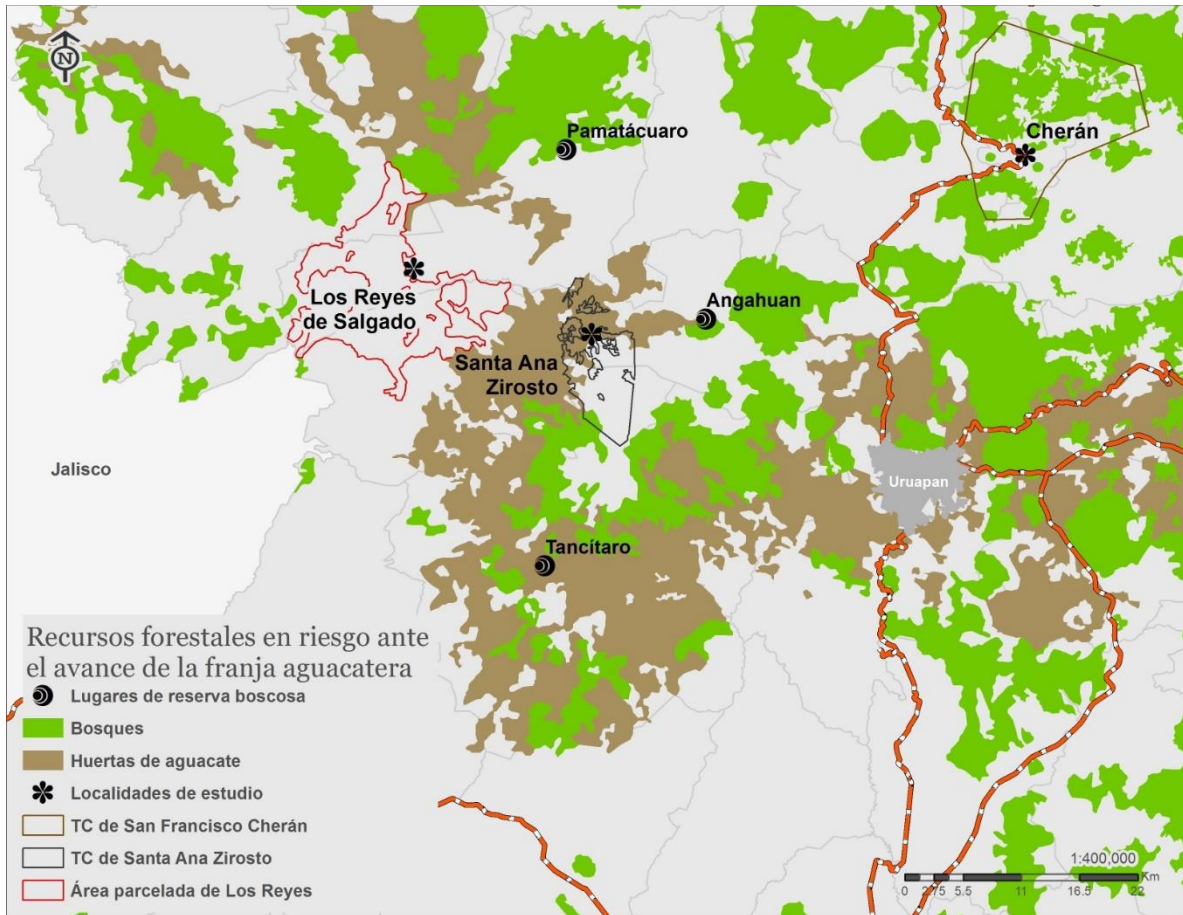 N
Pamatácuaro
Cherán
Los Reyes
de Salgado
Angahuan
Santa Ana
Zirosto
Jalisco
Uruapan
Tancítaro
Recursos forestales en riesgo ante
el avance de la franja aguacatera
Lugares de reserva boscosa
Bosques
Huertas de aguacate
Localidades de estudio
TC de San Francisco Cherán
TC de Santa Ana Zirosto
Área parcelada de Los Reyes
1:400,000
Km
0 2.75 5.5 11 16.5 22